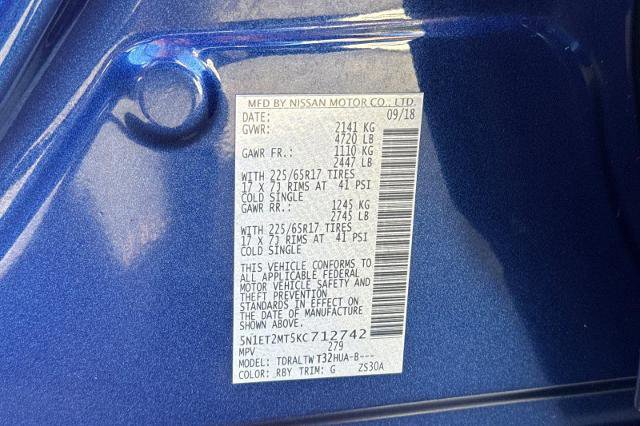 MFD BY NISSAN MOTOR CO., LTD.
DATE: 09/18
GVWR: 2141 KG
4720 LB
GAWR FR.: 1110 KG
2447 LB
WITH 225/65R17 TIRES
17 X 7J RIMS AT 41 PSI
COLD SINGLE
GAWR RR.: 1245 KG
2745 LB
WITH 225/65R17 TIRES
17 X 7J RIMS AT 41 PSI
COLD SINGLE
THIS VEHICLE CONFORMS TO
ALL APPLICABLE FEDERAL
MOTOR VEHICLE SAFETY AND
THEFT PREVENTION
STANDARDS IN EFFECT ON
THE DATE OF MANUFACTURE
SHOWN ABOVE.
5N1ET2MT5KC712742
MPV 279
MODEL: TDRALTW T32HUA-B---
COLOR: RBY TRIM: G ZS30A